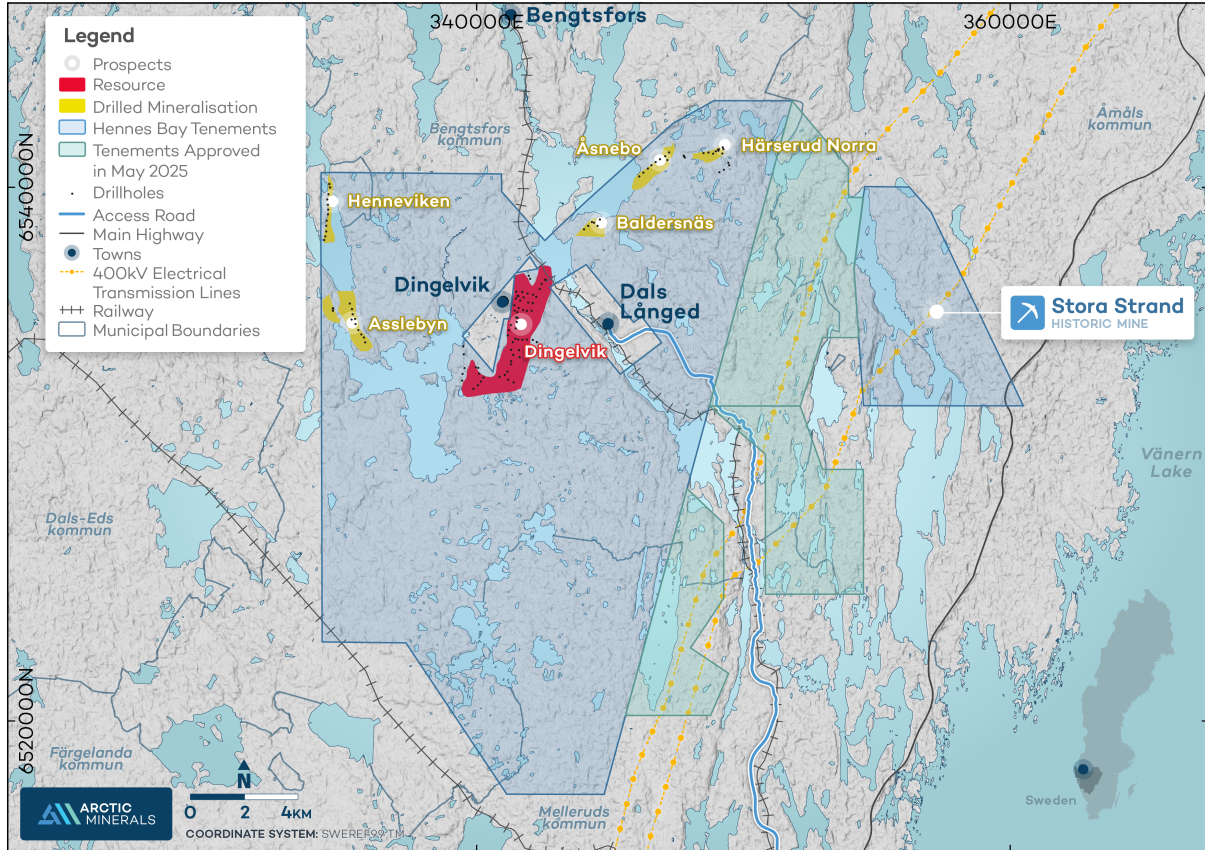 Legend
Prospects
Resource
Drilled Mineralisation
Hennes Bay Tenements
Tenements Approved
in May 2025
Drillholes
Access Road
Main Highway
Towns
400kV Electrical
Transmission Lines
Railway
Municipal Boundaries
340000E
360000E
Bengtsfors
6540000N
6520000N
Bengtsfors
kommun
Åmåls
kommun
Åsnebo
Härserud Norra
Henneviken
Baldersnäs
Dingelvik
Dals
Långed
Asslebyn
Dingelvik
Stora Strand
HISTORIC MINE
Vänern
Lake
Dals-Eds
kommun
Färgelanda
kommun
Melleruds
kommun
Sweden
ARCTIC
MINERALS
N
0 2 4KM
COORDINATE SYSTEM: SWEREF99 TM